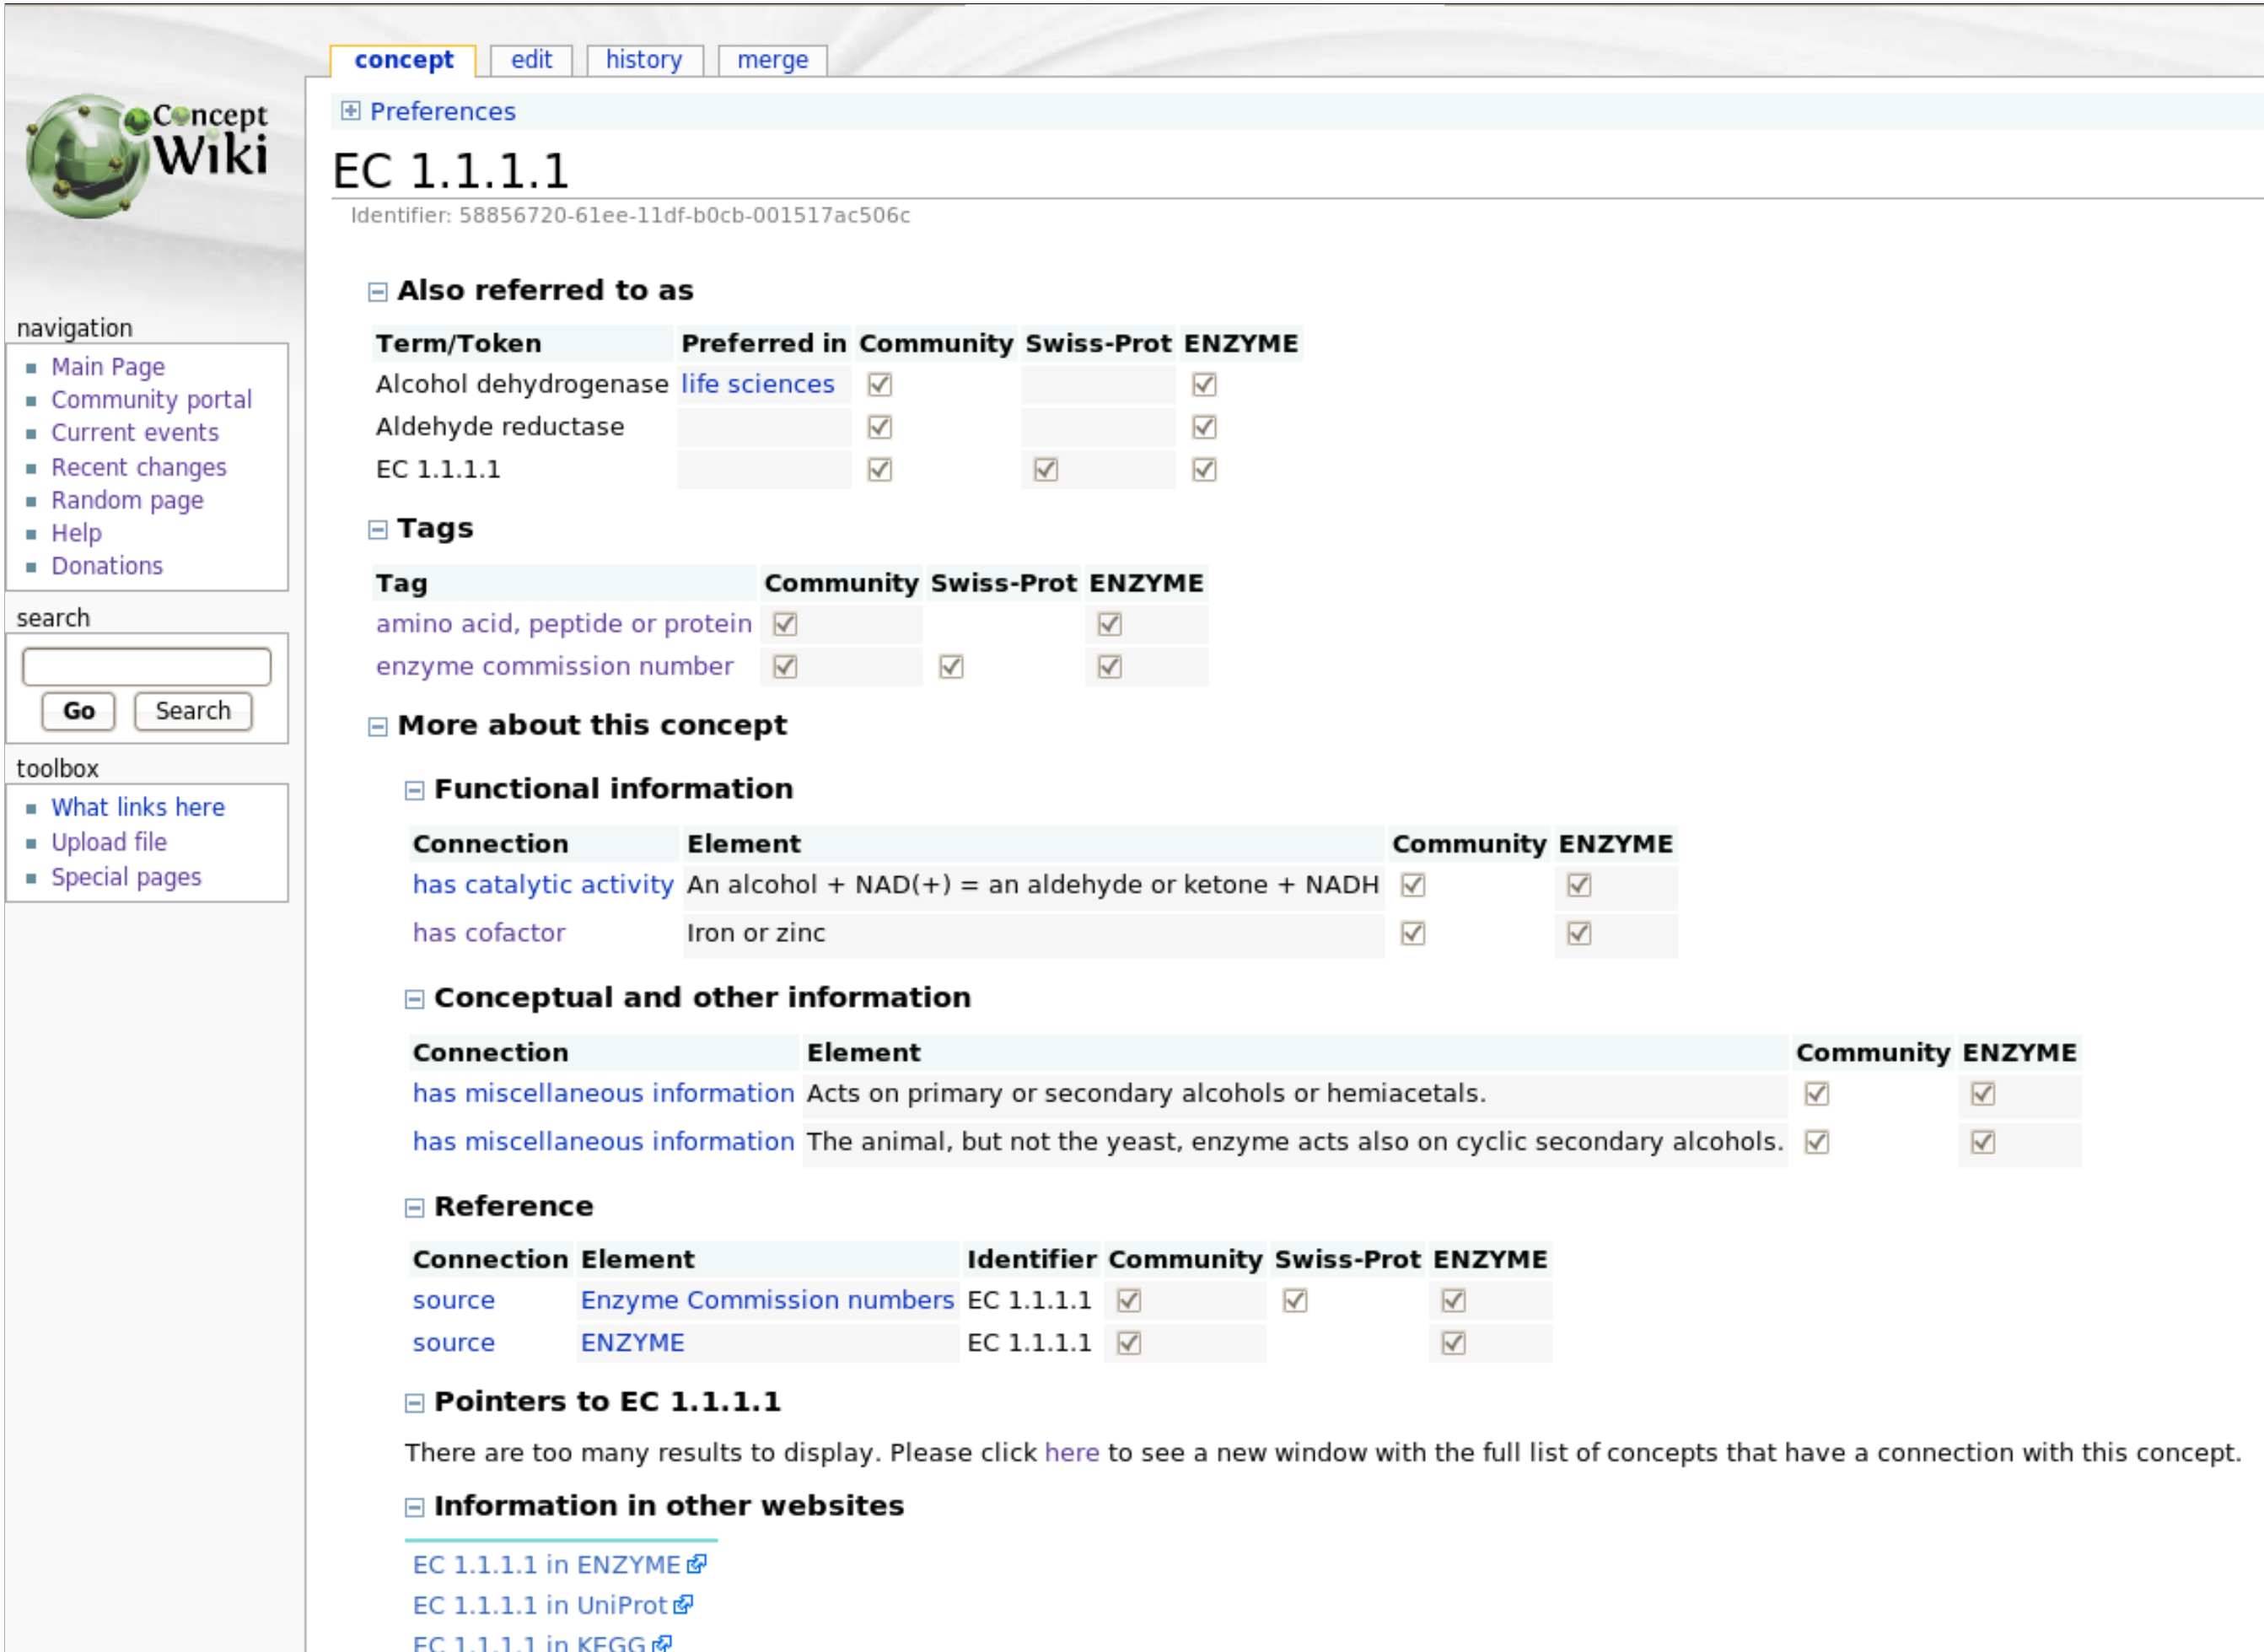 concept edit history merge
Concept
Wiki
Preferences
EC 1.1.1.1
Identifier: 58856720-61ee-11df-b0cb-001517ac506c
navigation
Main Page
Community portal
Current events
Recent changes
Random page
Help
Donations
search
Go Search
toolbox
What links here
Upload file
Special pages
Also referred to as
Term/Token Preferred in Community Swiss-Prot ENZYME
Alcohol dehydrogenase life sciences
Aldehyde reductase
EC 1.1.1.1
Tags
Tag Community Swiss-Prot ENZYME
amino acid, peptide or protein
enzyme commission number
More about this concept
Functional information
Connection Element Community ENZYME
has catalytic activity An alcohol + NAD(+) = an aldehyde or ketone + NADH
has cofactor Iron or zinc
Conceptual and other information
Connection Element Community ENZYME
has miscellaneous information Acts on primary or secondary alcohols or hemiacetals.
has miscellaneous information The animal, but not the yeast, enzyme acts also on cyclic secondary alcohols.
Reference
Connection Element Identifier Community Swiss-Prot ENZYME
source Enzyme Commission numbers EC 1.1.1.1
source ENZYME EC 1.1.1.1
Pointers to EC 1.1.1.1
There are too many results to display. Please click here to see a new window with the full list of concepts that have a connection with this concept.
Information in other websites
EC 1.1.1.1 in ENZYME
EC 1.1.1.1 in UniProt
EC 1.1.1.1 in KEGG